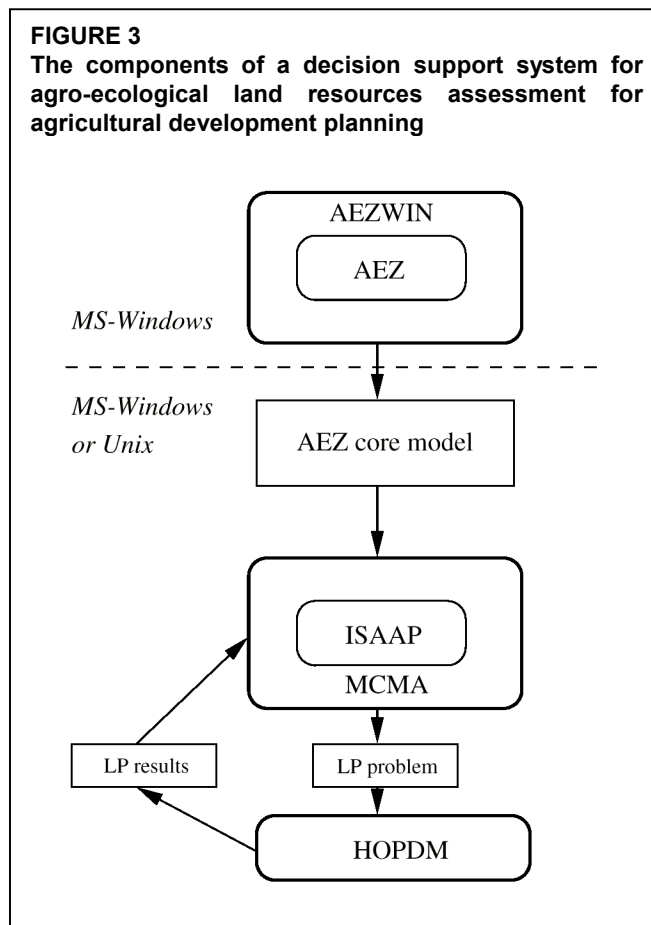 FIGURE 3
The components of a decision support system for
agro-ecological land resources assessment for
agricultural development planning
AEZWIN
AEZ
MS-Windows
MS-Windows
or Unix
AEZ core model
ISAAP
MCMA
LP results
LP problem
HOPDM